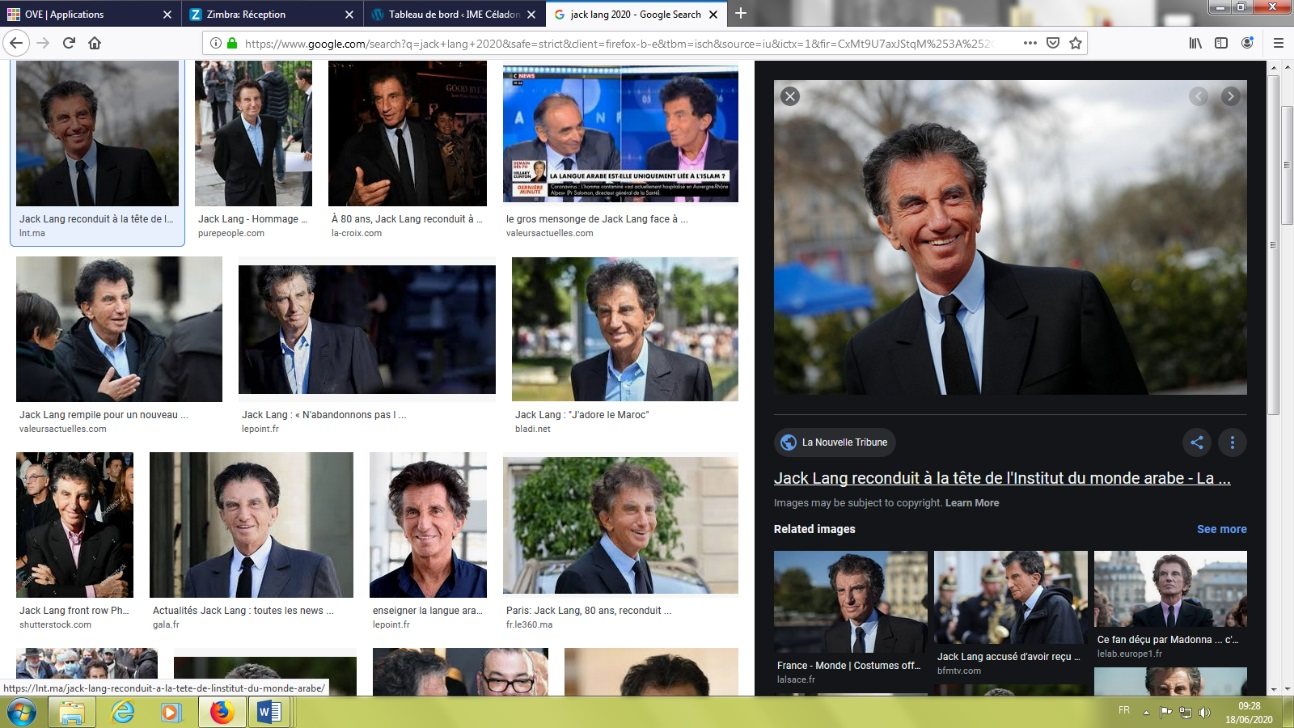 OVE | Applications
Zimbra: Réception
Tableau de bord ‹ IME Céladon
jack lang 2020 - Google Search
https://www.google.com/search?q=jack+lang+2020&safe=strict&client=firefox-b-e&tbm=isch&source=iu&ictx=1&fir=CxMt9U7axJStqM%253A%252
Jack Lang reconduit à la tête de l...
lnt.ma
Jack Lang - Hommage ...
purepeople.com
À 80 ans, Jack Lang reconduit à ...
la-croix.com
CNEWS
LA LANGUE ARABE EST-ELLE UNIQUEMENT LIÉE À L'ISLAM ?
DERNIÈRE MINUTE
le gros mensonge de Jack Lang face à ...
valeursactuelles.com
Jack Lang rempile pour un nouveau ...
valeursactuelles.com
Jack Lang : « N'abandonnons pas l ...
lepoint.fr
Jack Lang : "J'adore le Maroc"
bladi.net
Jack Lang front row Ph...
shutterstock.com
Actualités Jack Lang : toutes les news ...
gala.fr
enseigner la langue ara...
lepoint.fr
Paris: Jack Lang, 80 ans, reconduit ...
fr.le360.ma
La Nouvelle Tribune
Jack Lang reconduit à la tête de l'Institut du monde arabe - La ...
Images may be subject to copyright. Learn More
Related images
See more
France - Monde | Costumes off...
lalsace.fr
Jack Lang accusé d'avoir reçu ...
bfmtv.com
Ce fan déçu par Madonna ... c'...
lelab.europe1.fr
https://lnt.ma/jack-lang-reconduit-a-la-tete-de-linstitut-du-monde-arabe/
FR
09:28
18/06/2020